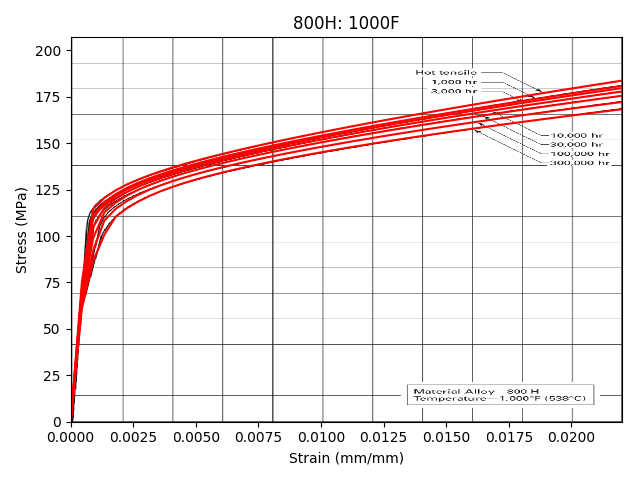 800H: 1000F
200
175
150
125
100
75
50
25
0
Stress (MPa)
Hot tensile
1,000 hr
3,000 hr
10,000 hr
30,000 hr
100,000 hr
300,000 hr
Material Alloy—800 H
Temperature—1,000°F (538°C)
0.0000 0.0025 0.0050 0.0075 0.0100 0.0125 0.0150 0.0175 0.0200
Strain (mm/mm)